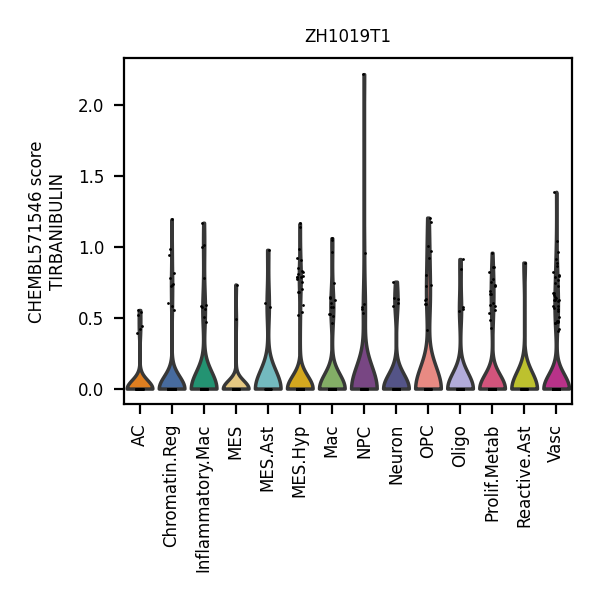 ZH1019T1
CHEMBL571546 score
TIRBANIBULIN
2.0
1.5
1.0
0.5
0.0
AC
Chromatin.Reg
Inflammatory.Mac
MES
MES.Ast
MES.Hyp
Mac
NPC
Neuron
OPC
Oligo
Prolif.Metab
Reactive.Ast
Vasc